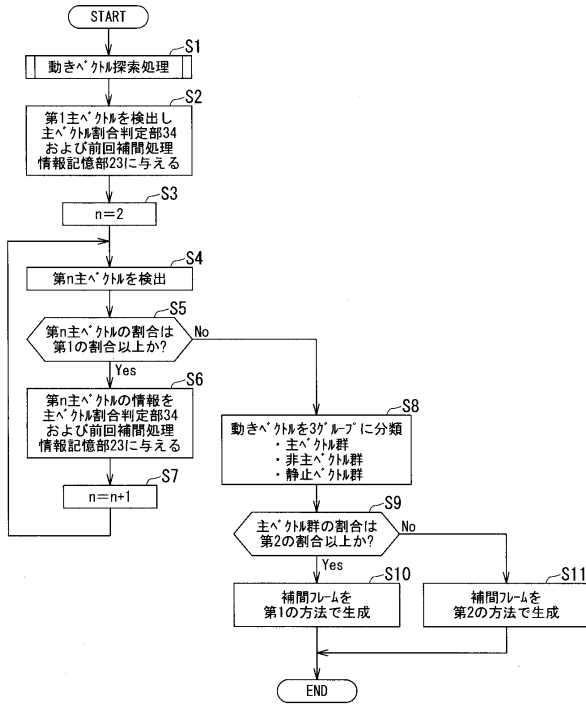 START
S1
動きベクトル探索処理
S2
第1主ベクトルを検出し
主ベクトル割合判定部34
および前回補間処理
情報記憶部23に与える
S3
n=2
S4
第n主ベクトルを検出
S5
第n主ベクトルの割合は
第1の割合以上か?
No
Yes
S6
第n主ベクトルの情報を
主ベクトル割合判定部34
および前回補間処理
情報記憶部23に与える
S7
n=n+1
S8
動きベクトルを3グループに分類
・主ベクトル群
・非主ベクトル群
・静止ベクトル群
S9
主ベクトル群の割合は
第2の割合以上か?
No
Yes
S10
補間フレームを
第1の方法で生成
S11
補間フレームを
第2の方法で生成
END